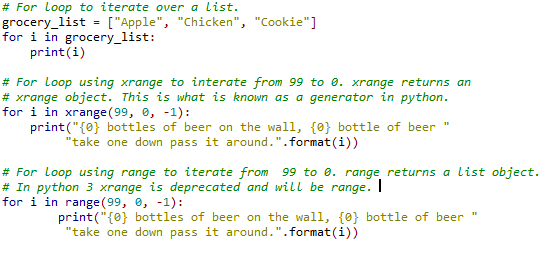 # For loop to iterate over a list.
grocery_list = ["Apple", "Chicken", "Cookie"]
for i in grocery_list:
    print(i)

# For loop using xrange to interate from 99 to 0. xrange returns an
# xrange object. This is what is known as a generator in python.
for i in xrange(99, 0, -1):
    print("{0} bottles of beer on the wall, {0} bottle of beer "
         "take one down pass it around.".format(i))

# For loop using range to iterate from  99 to 0. range returns a list object.
# In python 3 xrange is deprecated and will be range.
for i in range(99, 0, -1):
        print("{0} bottles of beer on the wall, {0} bottle of beer "
         "take one down pass it around.".format(i))